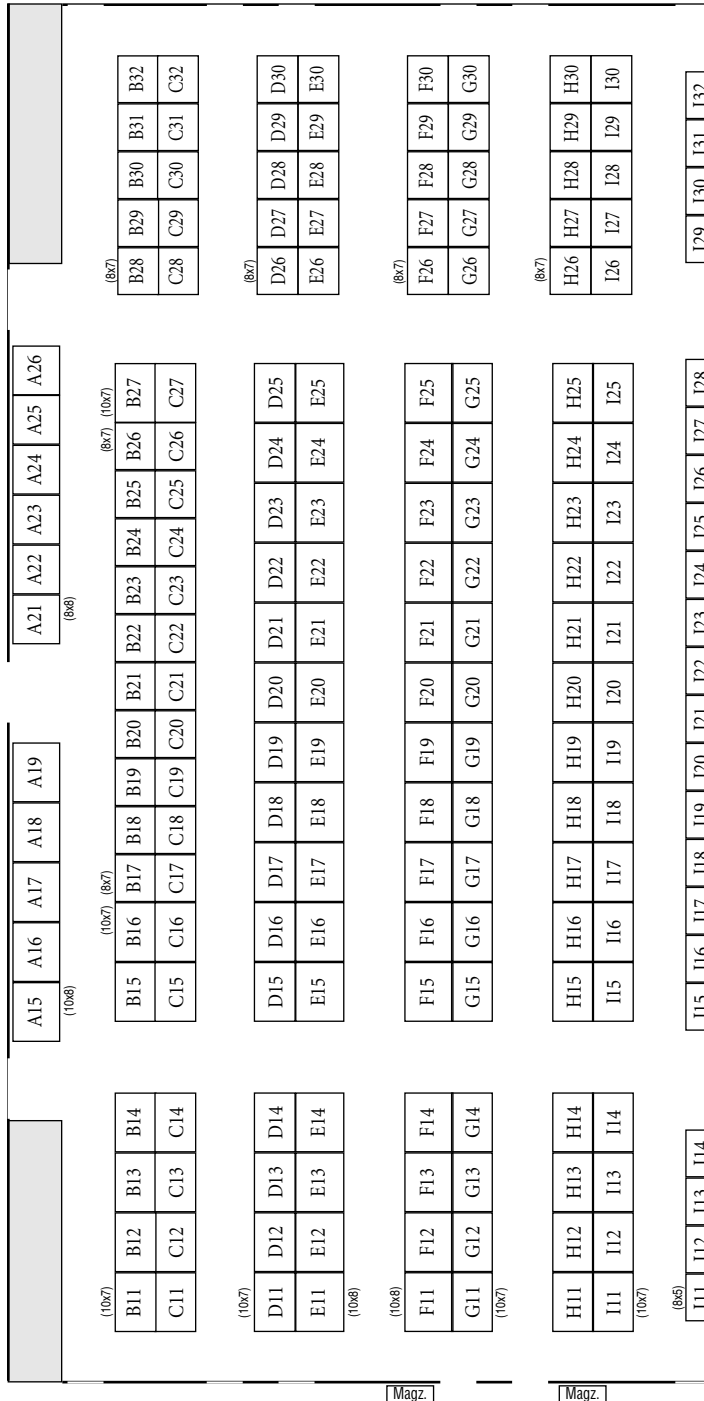 A15 A16 A17 A18 A19 A21 A22 A23 A24 A25 A26
(10x8) (8x8)
(10x7) (10x7) (8x7) (8x7) (10x7) (8x7)
B11 B12 B13 B14 B15 B16 B17 B18 B19 B20 B21 B22 B23 B24 B25 B26 B27 B28 B29 B30 B31 B32
C11 C12 C13 C14 C15 C16 C17 C18 C19 C20 C21 C22 C23 C24 C25 C26 C27 C28 C29 C30 C31 C32
(10x7) (8x7)
D11 D12 D13 D14 D15 D16 D17 D18 D19 D20 D21 D22 D23 D24 D25 D26 D27 D28 D29 D30
E11 E12 E13 E14 E15 E16 E17 E18 E19 E20 E21 E22 E23 E24 E25 E26 E27 E28 E29 E30
(10x8)
(10x8) (8x7)
F11 F12 F13 F14 F15 F16 F17 F18 F19 F20 F21 F22 F23 F24 F25 F26 F27 F28 F29 F30
G11 G12 G13 G14 G15 G16 G17 G18 G19 G20 G21 G22 G23 G24 G25 G26 G27 G28 G29 G30
(10x7)
(8x7)
H11 H12 H13 H14 H15 H16 H17 H18 H19 H20 H21 H22 H23 H24 H25 H26 H27 H28 H29 H30
I11 I12 I13 I14 I15 I16 I17 I18 I19 I20 I21 I22 I23 I24 I25 I26 I27 I28 I29 I30
(10x7)
(8x5)
Magz.
Magz.